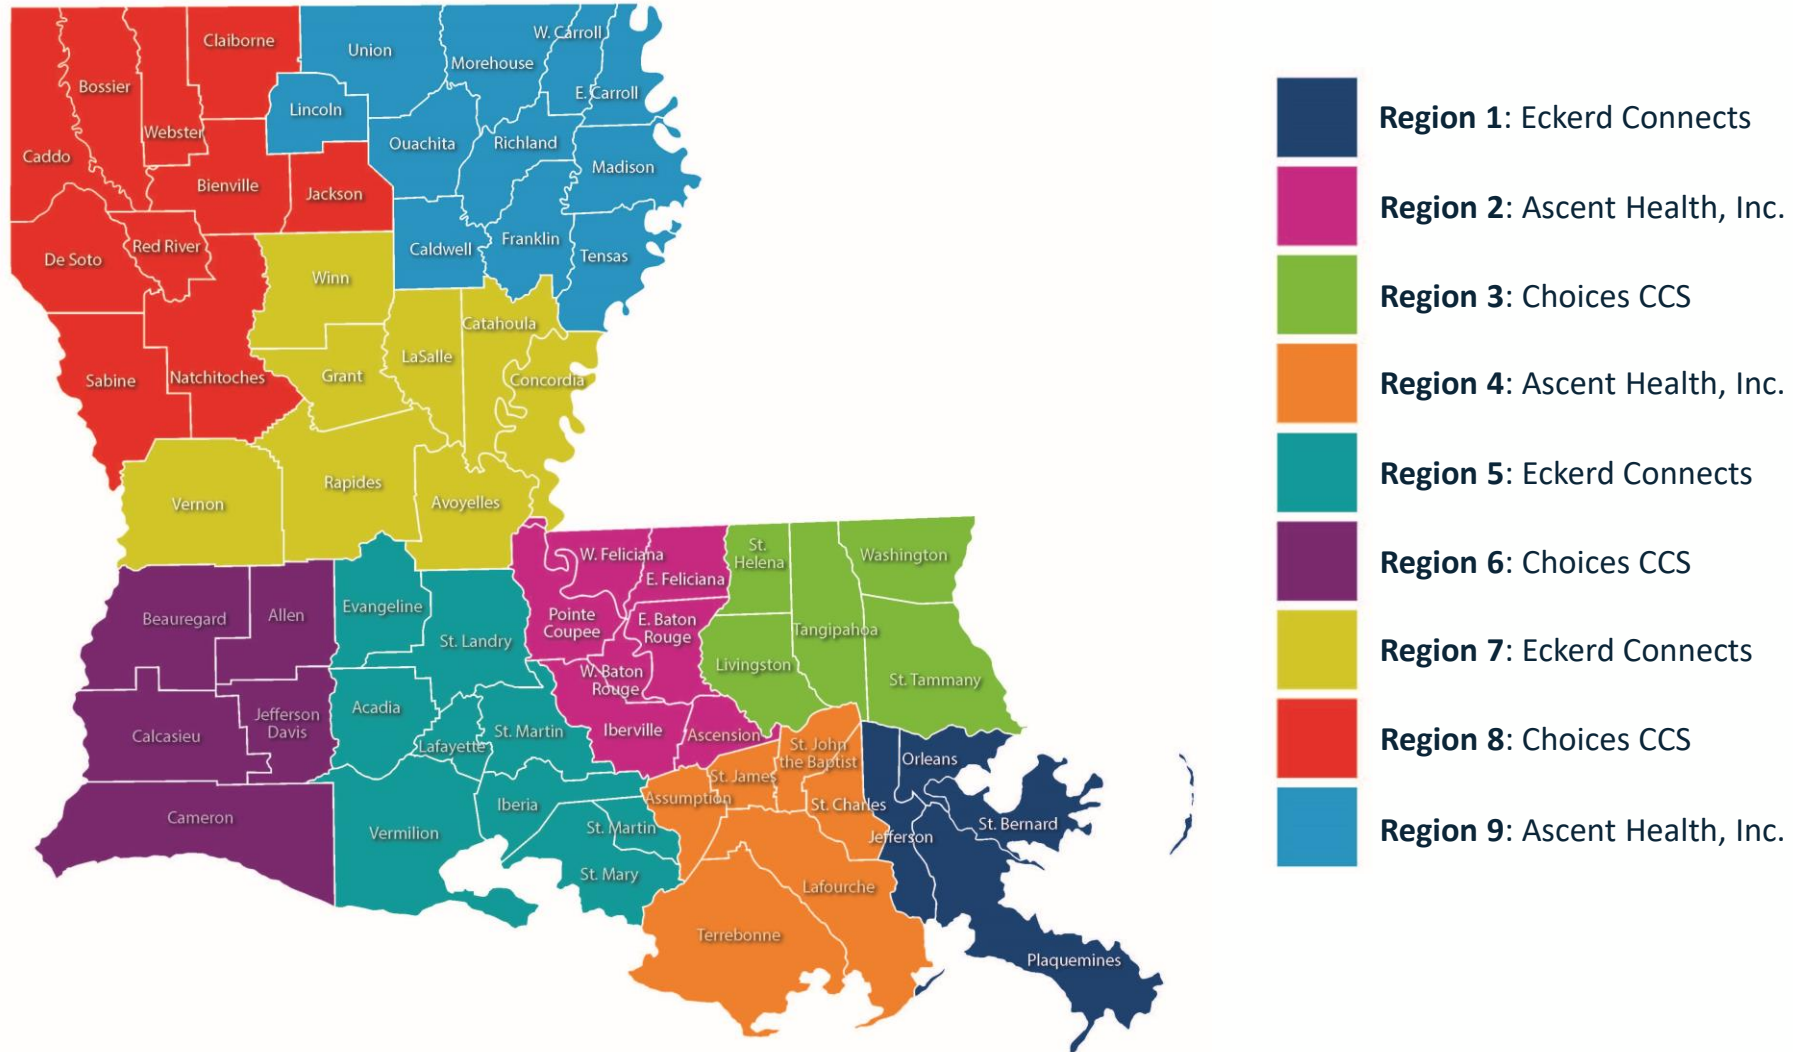 Claiborne
Union
W. Carroll
Morehouse
Bossier
E. Carroll
Lincoln
Webster
Ouachita
Richland
Caddo
Madison
Bienville
Jackson
Red River
Franklin
De Soto
Caldwell
Tensas
Winn
Catahoula
LaSalle
Grant
Sabine
Natchitoches
Concordia
Rapides
Vernon
Avoyelles
St.
Helena
W. Feliciana
Washington
E. Feliciana
Evangeline
Beauregard
Allen
Pointe
Coupee
E. Baton
Rouge
Tangipahoa
St. Landry
Livingston
W. Baton
Rouge
St. Tammany
Acadia
Jefferson
Davis
Calcasieu
St. Martin
Iberville
Ascension
Lafayette
St. John
the Baptist
Orleans
St. James
Assumption
St. Charles
Iberia
Cameron
Vermilion
St. Martin
Jefferson
St. Bernard
St. Mary
Lafourche
Terrebonne
Plaquemines
Region 1: Eckerd Connects
Region 2: Ascent Health, Inc.
Region 3: Choices CCS
Region 4: Ascent Health, Inc.
Region 5: Eckerd Connects
Region 6: Choices CCS
Region 7: Eckerd Connects
Region 8: Choices CCS
Region 9: Ascent Health, Inc.